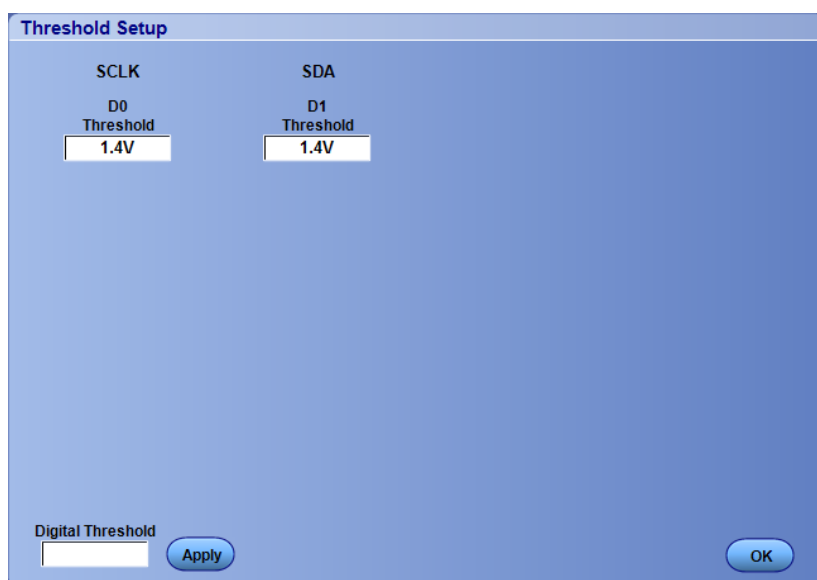 Threshold Setup
SCLK SDA
D0 D1
Threshold Threshold
1.4V 1.4V
Digital Threshold
Apply OK